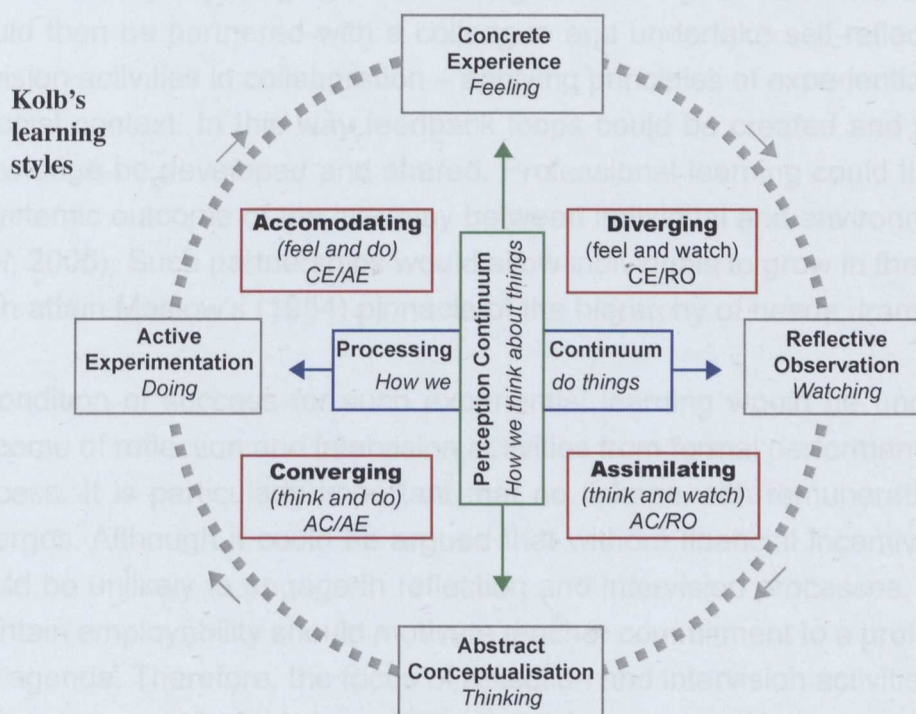 Kolb's
learning
styles
Concrete
Experience
Feeling
Accomodating
(feel and do)
CE/AE
Diverging
(feel and watch)
CE/RO
Active
Experimentation
Doing
Processing Continuum
How we do things
Perception Continuum
How we think about things
Reflective
Observation
Watching
Converging
(think and do)
AC/AE
Assimilating
(think and watch)
AC/RO
Abstract
Conceptualisation
Thinking